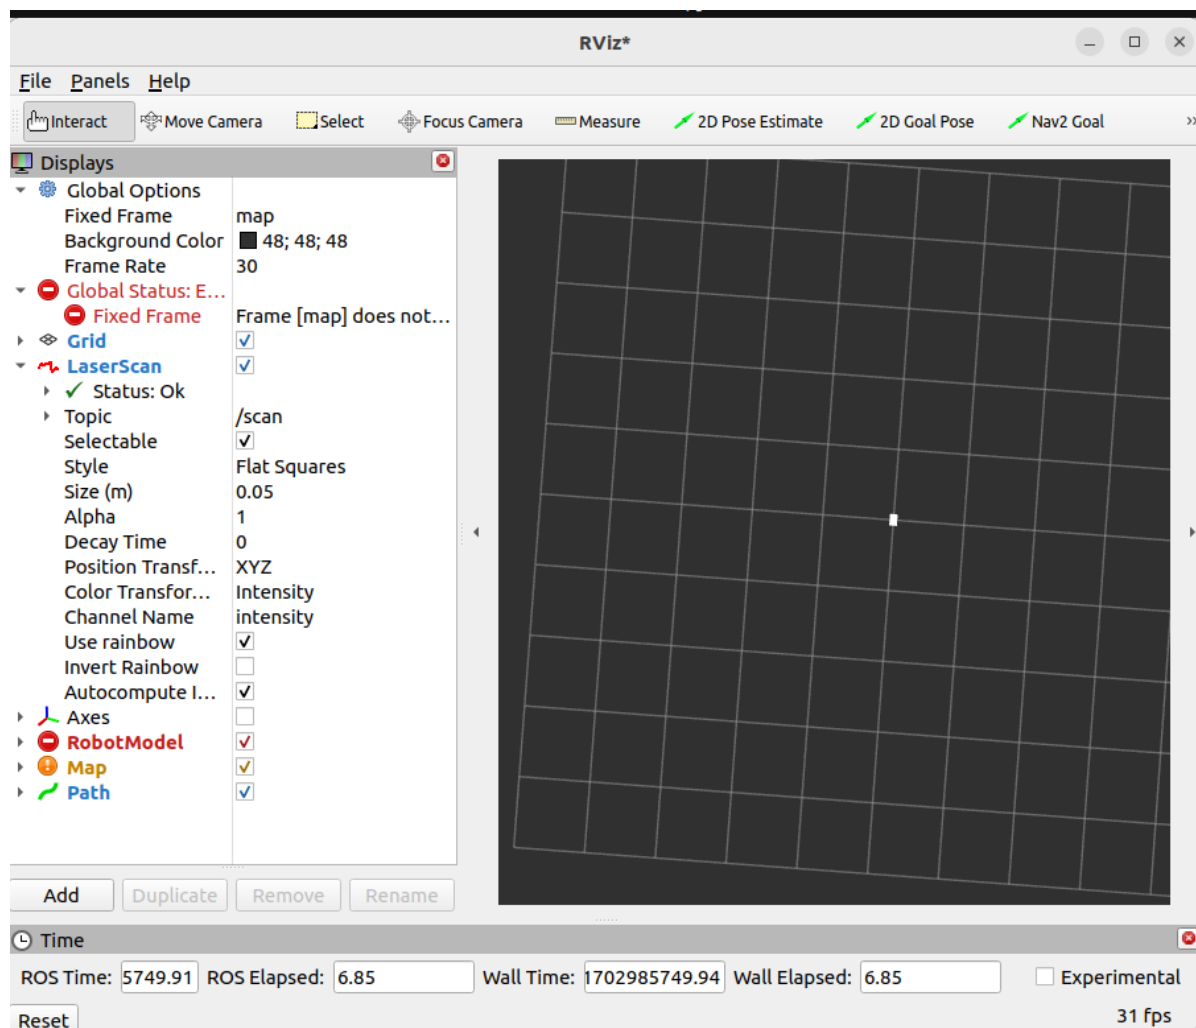 RViz*
File Panels Help
Interact Move Camera Select Focus Camera Measure 2D Pose Estimate 2D Goal Pose Nav2 Goal »
Displays
Global Options
Fixed Frame map
Background Color 48; 48; 48
Frame Rate 30
Global Status: E...
Fixed Frame Frame [map] does not...
Grid
LaserScan
Status: Ok
Topic /scan
Selectable
Style Flat Squares
Size (m) 0.05
Alpha 1
Decay Time 0
Position Transf... XYZ
Color Transfor... Intensity
Channel Name intensity
Use rainbow
Invert Rainbow
Autocompute I...
Axes
RobotModel
Map
Path
Add Duplicate Remove Rename
Time
ROS Time: 5749.91 ROS Elapsed: 6.85 Wall Time: 1702985749.94 Wall Elapsed: 6.85 Experimental
Reset 31 fps